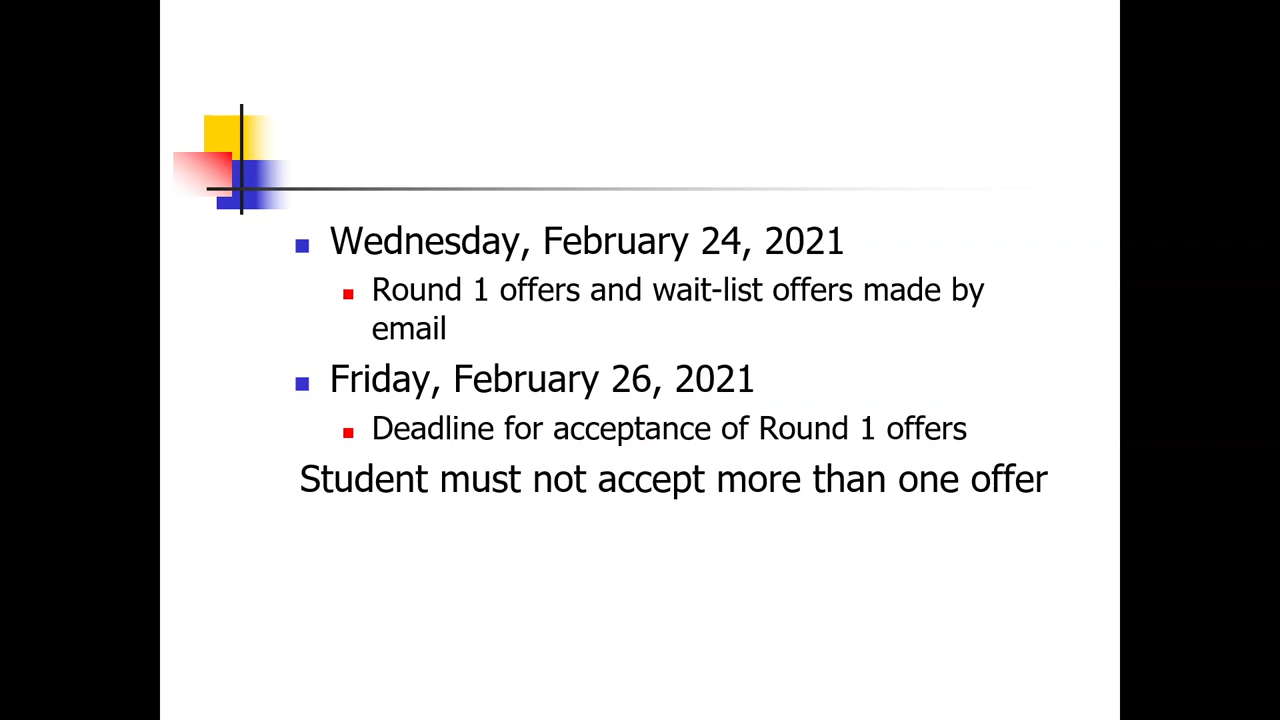 Wednesday, February 24, 2021
Round 1 offers and wait-list offers made by
email
Friday, February 26, 2021
Deadline for acceptance of Round 1 offers
Student must not accept more than one offer